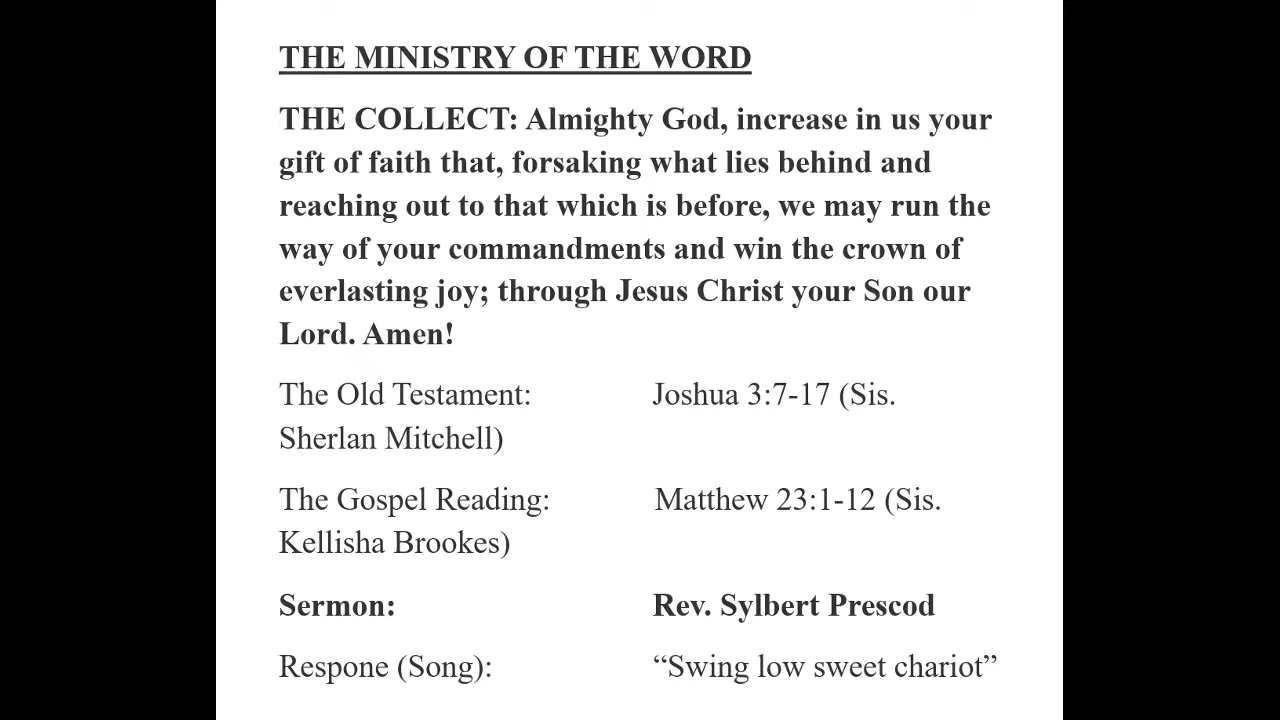 THE MINISTRY OF THE WORD
THE COLLECT: Almighty God, increase in us your
gift of faith that, forsaking what lies behind and
reaching out to that which is before, we may run the
way of your commandments and win the crown of
everlasting joy; through Jesus Christ your Son our
Lord. Amen!
The Old Testament: Joshua 3:7-17 (Sis.
Sherlan Mitchell)
The Gospel Reading: Matthew 23:1-12 (Sis.
Kellisha Brookes)
Sermon: Rev. Sylbert Prescod
Respone (Song): “Swing low sweet chariot”